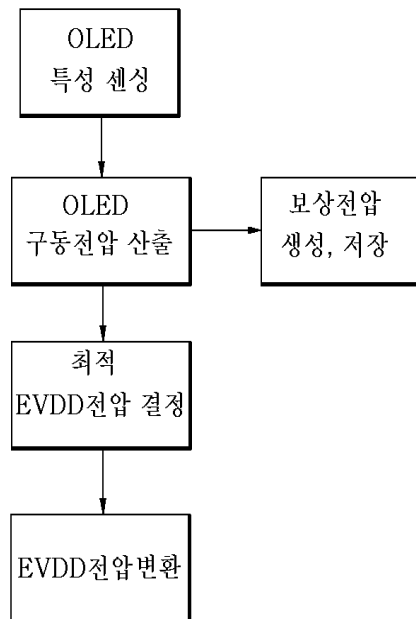 OLED
특성 센싱
OLED
구동전압 산출
보상전압
생성, 저장
최적
EVDD전압 결정
EVDD전압변환